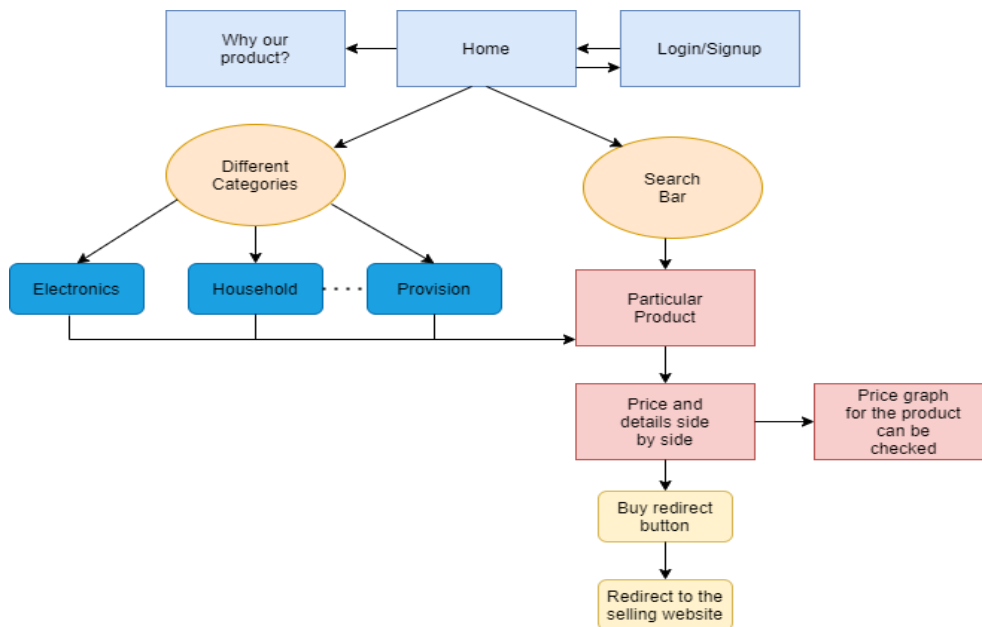 Why our
product?
Home
Login/Signup
Different
Categories
Search
Bar
Electronics
Household
Provision
Particular
Product
Price and
details side
by side
Price graph
for the product
can be
checked
Buy redirect
button
Redirect to the
selling website